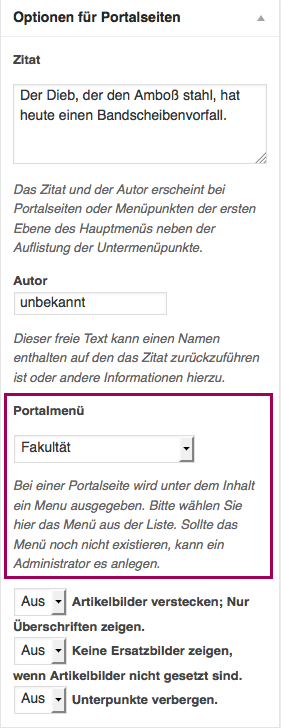 Optionen für Portalseiten
Zitat
Der Dieb, der den Amboß stahl, hat
heute einen Bandscheibenvorfall.
Das Zitat und der Autor erscheint bei
Portalseiten oder Menüpunkten der ersten
Ebene des Hauptmenüs neben der
Auflistung der Untermenüpunkte.
Autor
unbekannt
Dieser freie Text kann einen Namen
enthalten auf den das Zitat zurückzuführen
ist oder andere Informationen hierzu.
Portalmenü
Fakultät
Bei einer Portalseite wird unter dem Inhalt
ein Menu ausgegeben. Bitte wählen Sie
hier das Menü aus der Liste. Sollte das
Menü noch nicht existieren, kann ein
Administrator es anlegen.
Aus Artikelbilder verstecken; Nur
Überschriften zeigen.
Aus Keine Ersatzbilder zeigen,
wenn Artikelbilder nicht gesetzt sind.
Aus Unterpunkte verbergen.